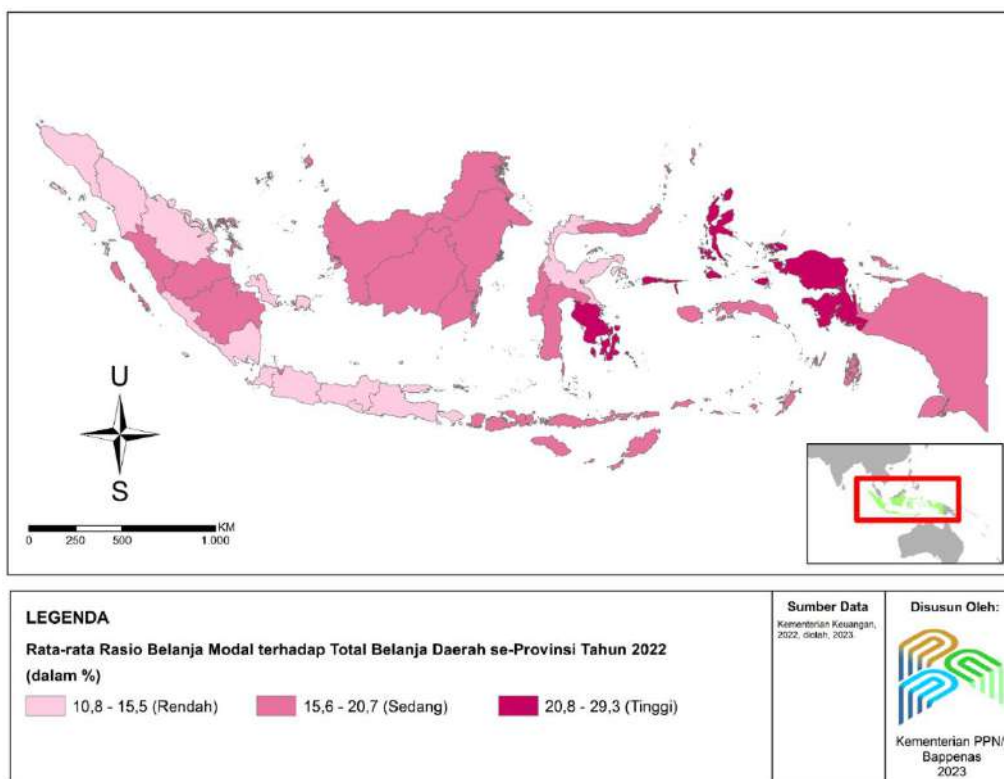 U
S
KM
0 250 500 1.000
LEGENDA
Rata-rata Rasio Belanja Modal terhadap Total Belanja Daerah se-Provinsi Tahun 2022
(dalam %)
10,8 - 15,5 (Rendah)
15,6 - 20,7 (Sedang)
20,8 - 29,3 (Tinggi)
Sumber Data
Kementerian Keuangan,
2022, diolah, 2023.
Disusun Oleh:
Kementerian PPN/
Bappenas
2023